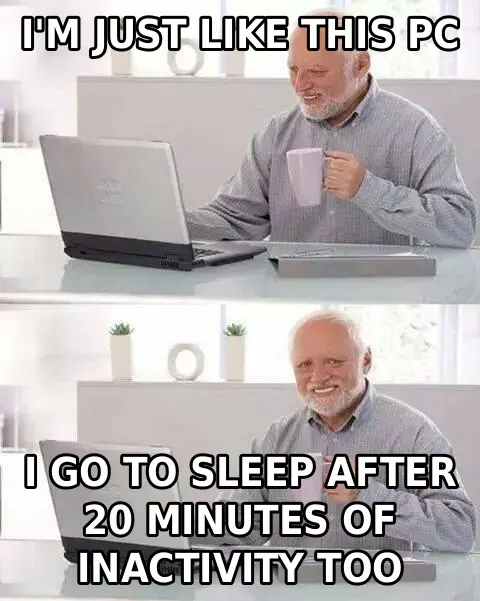 I'M JUST LIKE THIS PC
I GO TO SLEEP AFTER
20 MINUTES OF
INACTIVITY TOO